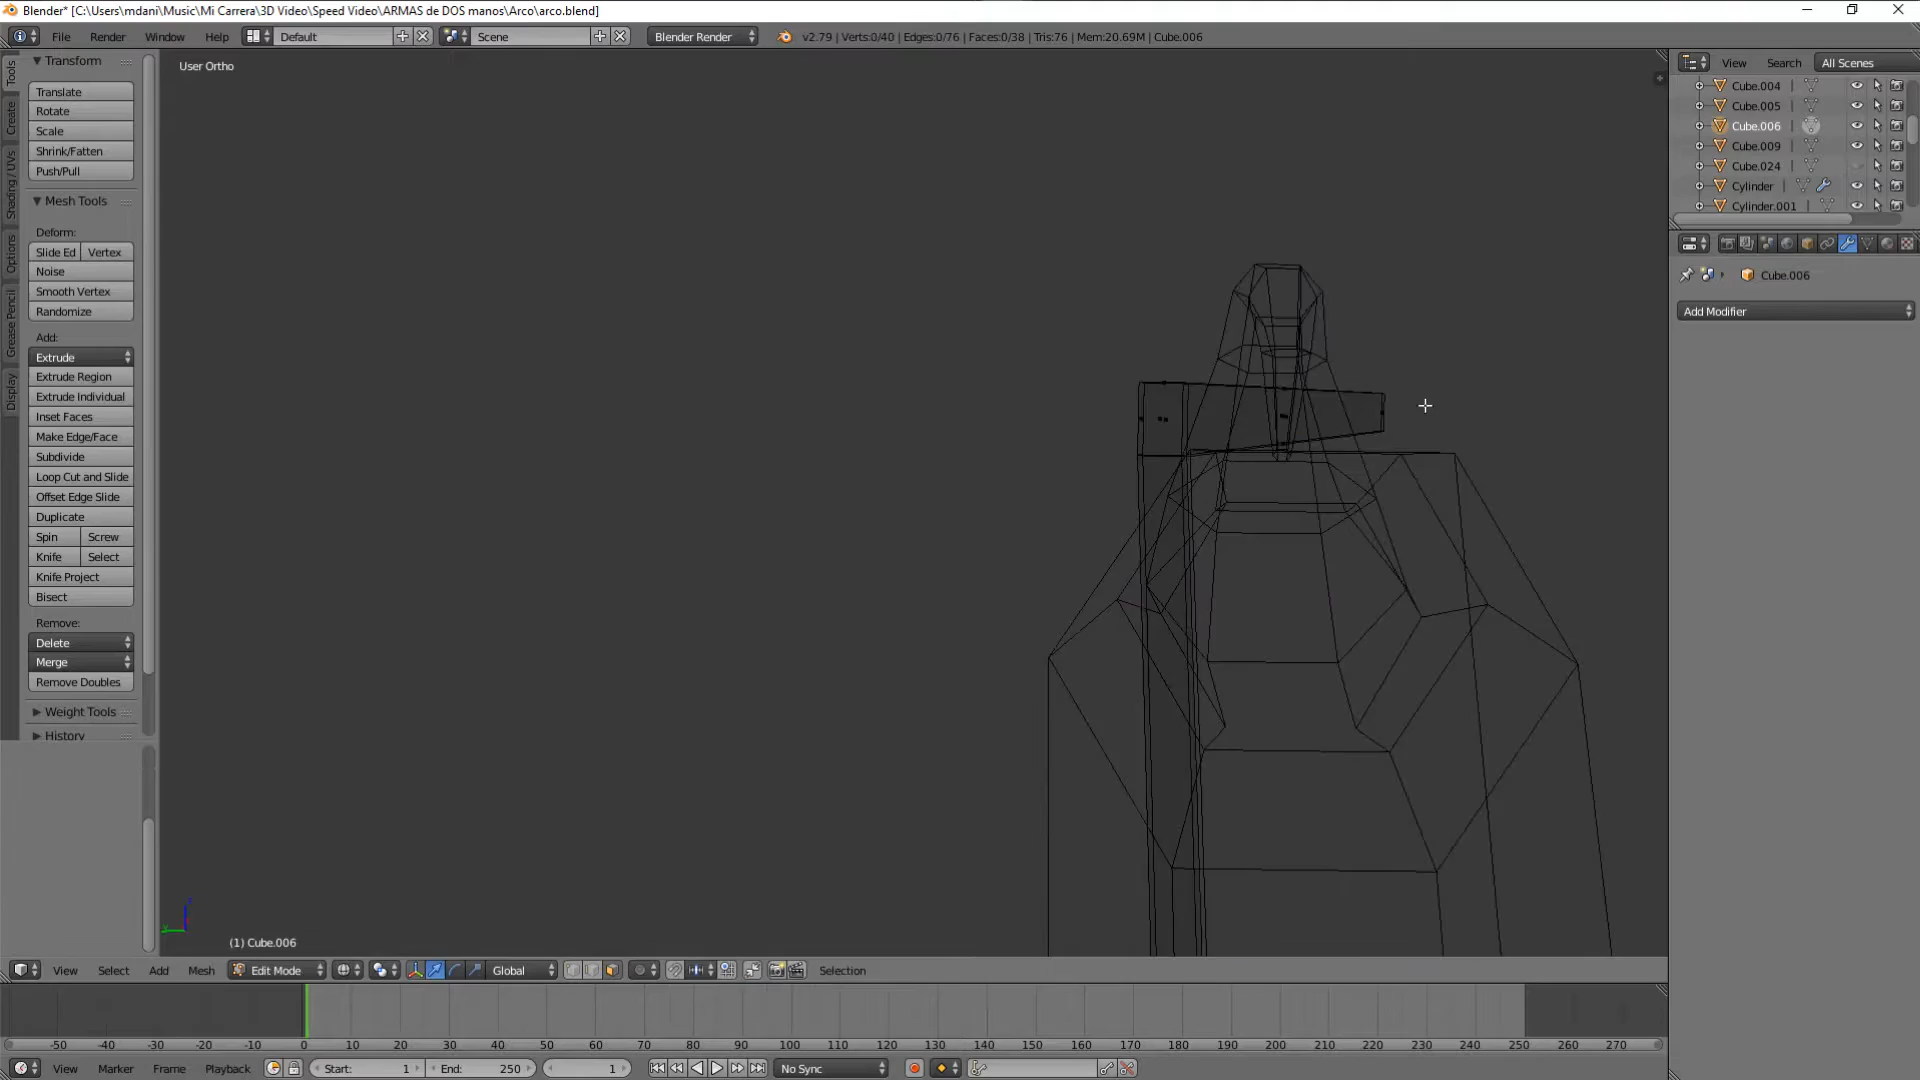 Blender* [C:\Users\mdani\Music\Mi Carrera\3D Video\Speed Video\ARMAS de DOS manos\Arco\arco.blend]
File Render Window Help Default Scene Blender Render v2.79 | Verts:0/40 | Edges:0/76 | Faces:0/38 | Tris:76 | Mem:20.69M | Cube.006
Tools
Create
Shading / UVs
Options
Grease Pencil
Display
Transform
Translate
Rotate
Scale
Shrink/Fatten
Push/Pull
Mesh Tools
Deform:
Slide Ed Vertex
Noise
Smooth Vertex
Randomize
Add:
Extrude
Extrude Region
Extrude Individual
Inset Faces
Make Edge/Face
Subdivide
Loop Cut and Slide
Offset Edge Slide
Duplicate
Spin Screw
Knife Select
Knife Project
Bisect
Remove:
Delete
Merge
Remove Doubles
Weight Tools
History
User Ortho
(1) Cube.006
View Search All Scenes
Cube.004
Cube.005
Cube.006
Cube.009
Cube.024
Cylinder
Cylinder.001
Cube.006
Add Modifier
View Select Add Mesh Edit Mode Global Selection
-50 -40 -30 -20 -10 0 10 20 30 40 50 60 70 80 90 100 110 120 130 140 150 160 170 180 190 200 210 220 230 240 250 260 270
View Marker Frame Playback Start: 1 End: 250 1 No Sync